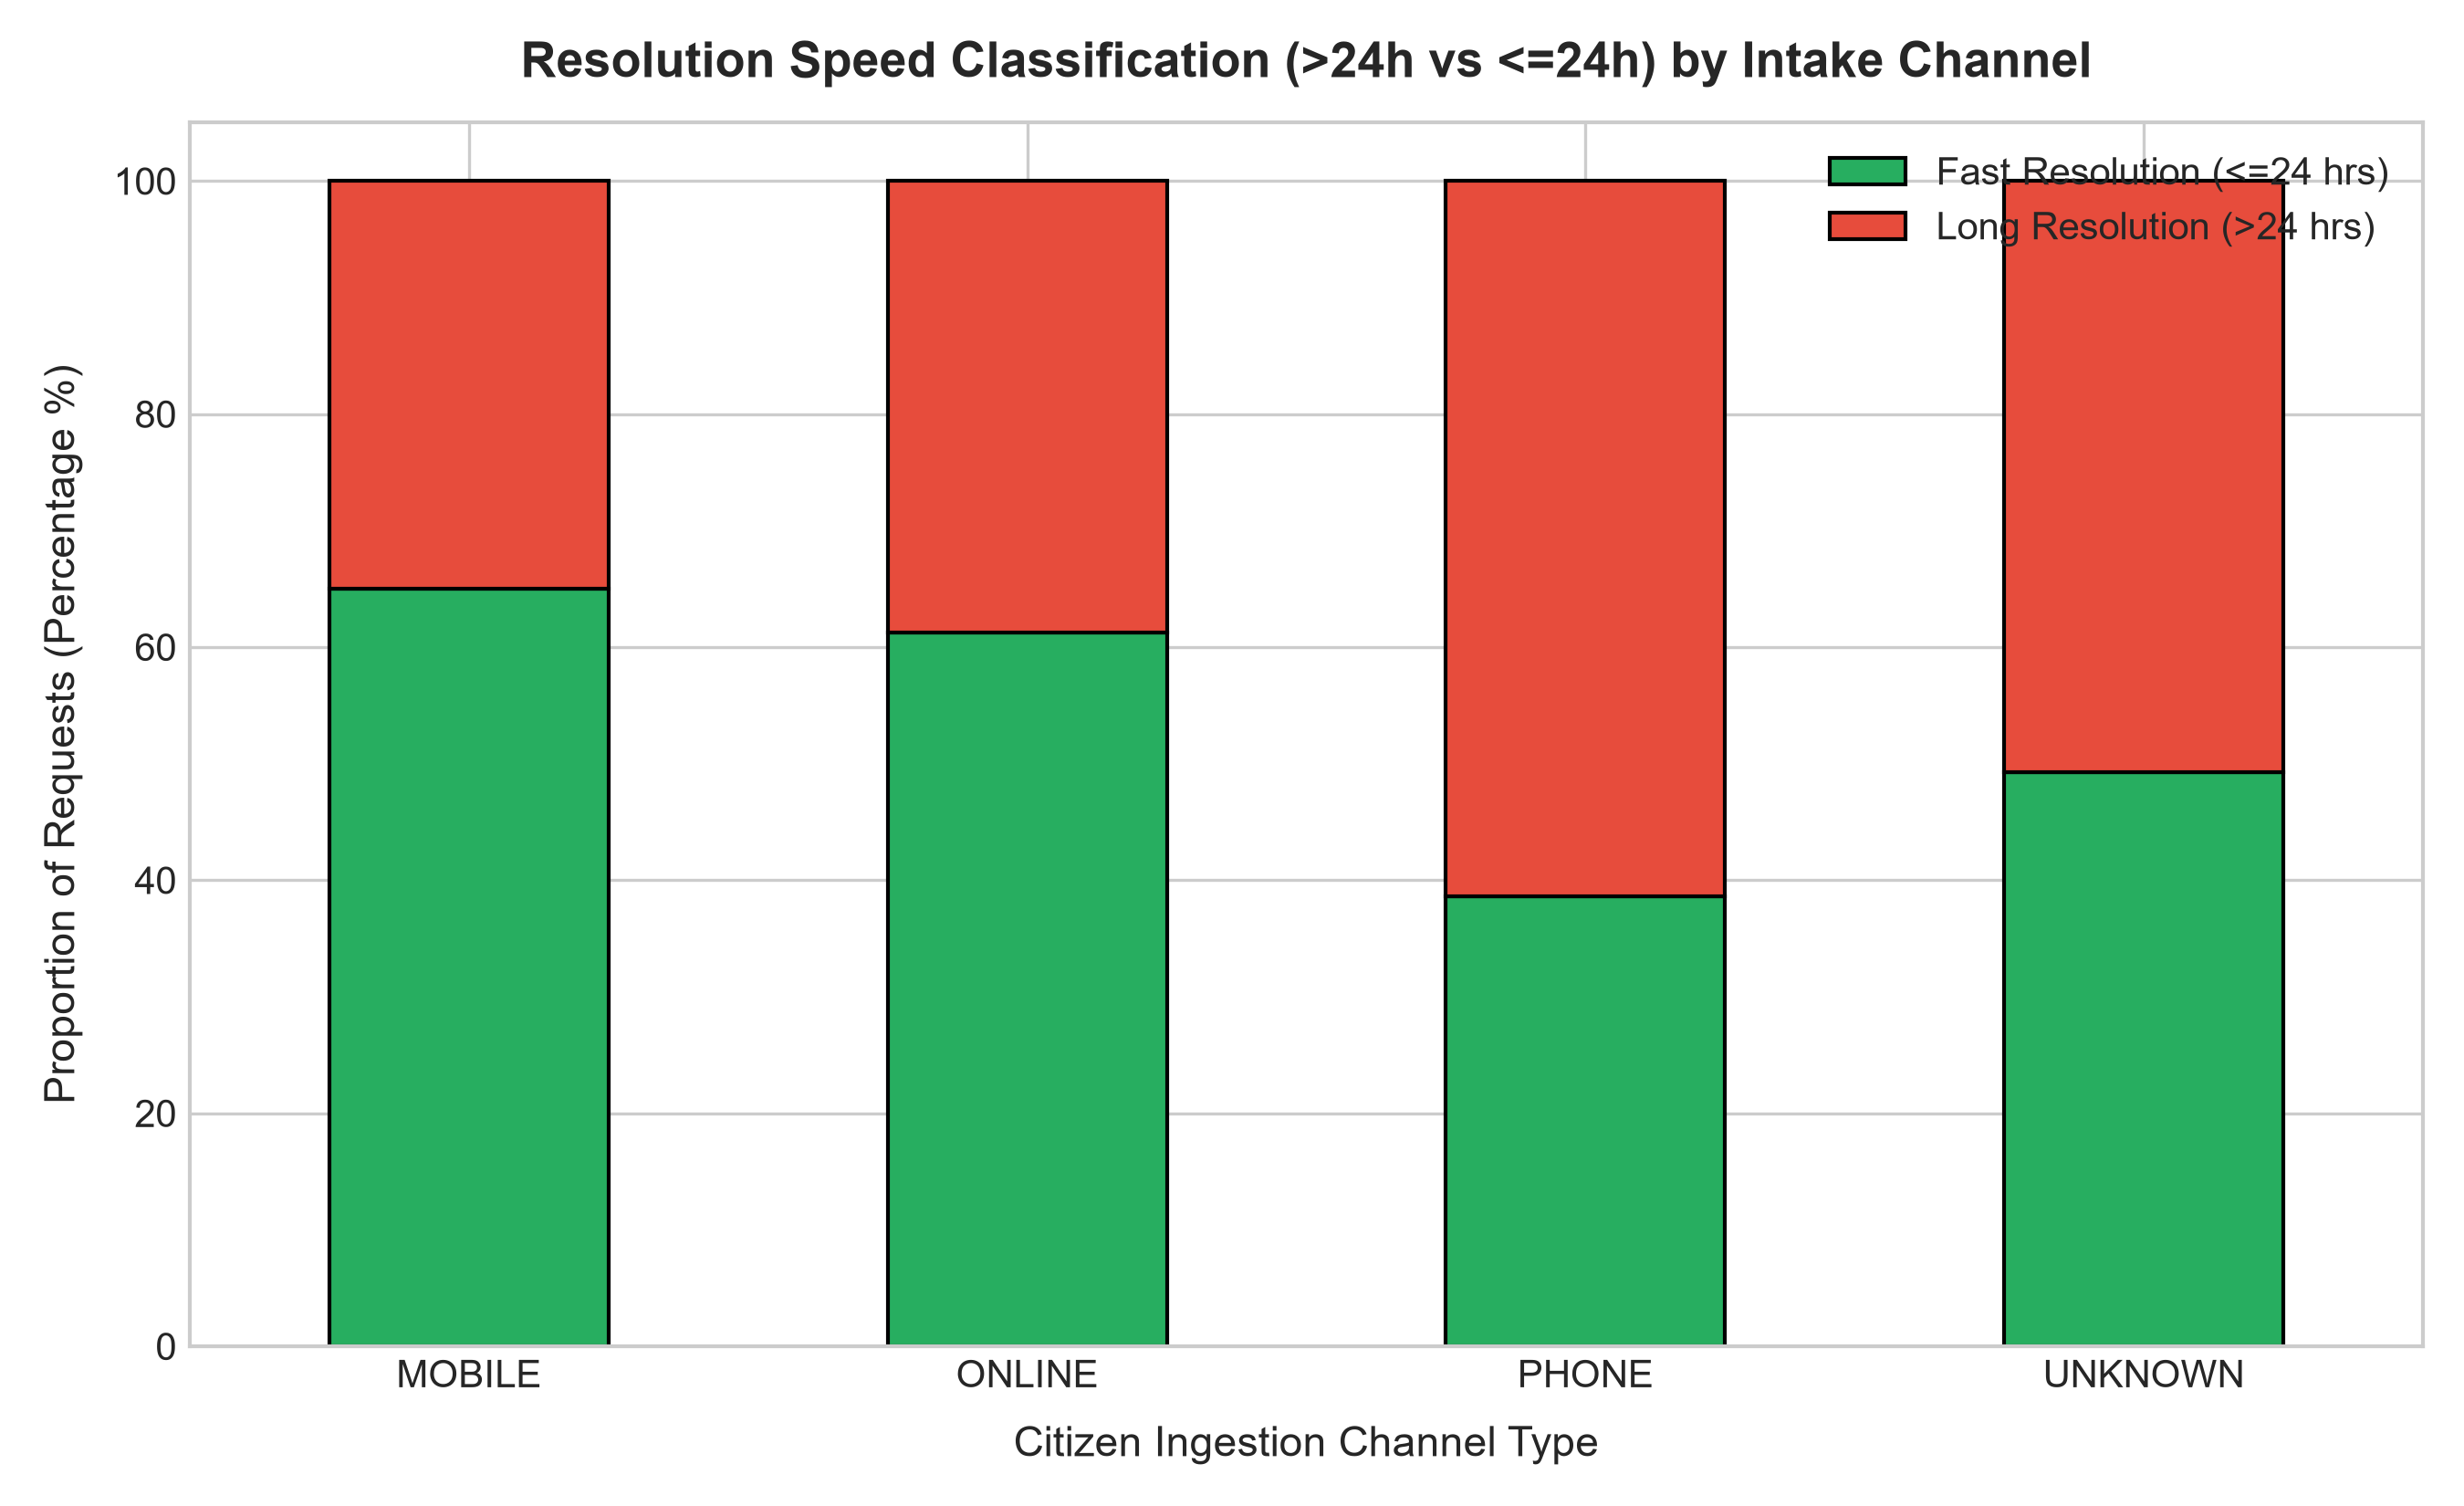 Resolution Speed Classification (>24h vs <=24h) by Intake Channel
Fast Resolution (<=24 hrs)
Long Resolution (>24 hrs)
Proportion of Requests (Percentage %)
100
80
60
40
20
0
MOBILE
ONLINE
PHONE
UNKNOWN
Citizen Ingestion Channel Type